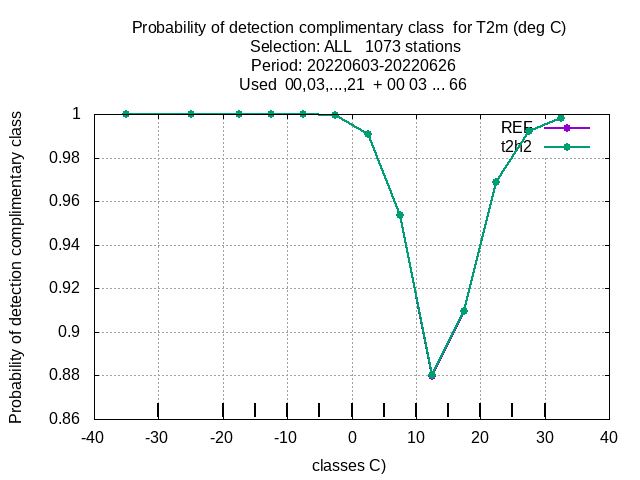 Probability of detection complimentary class for T2m (deg C)
Selection: ALL 1073 stations
Period: 20220603-20220626
Used 00,03,...,21 + 00 03 ... 66
Probability of detection complimentary class
1
0.98
0.96
0.94
0.92
0.9
0.88
0.86
REF
t2h2
-40
-30
-20
-10
0
10
20
30
40
classes C)